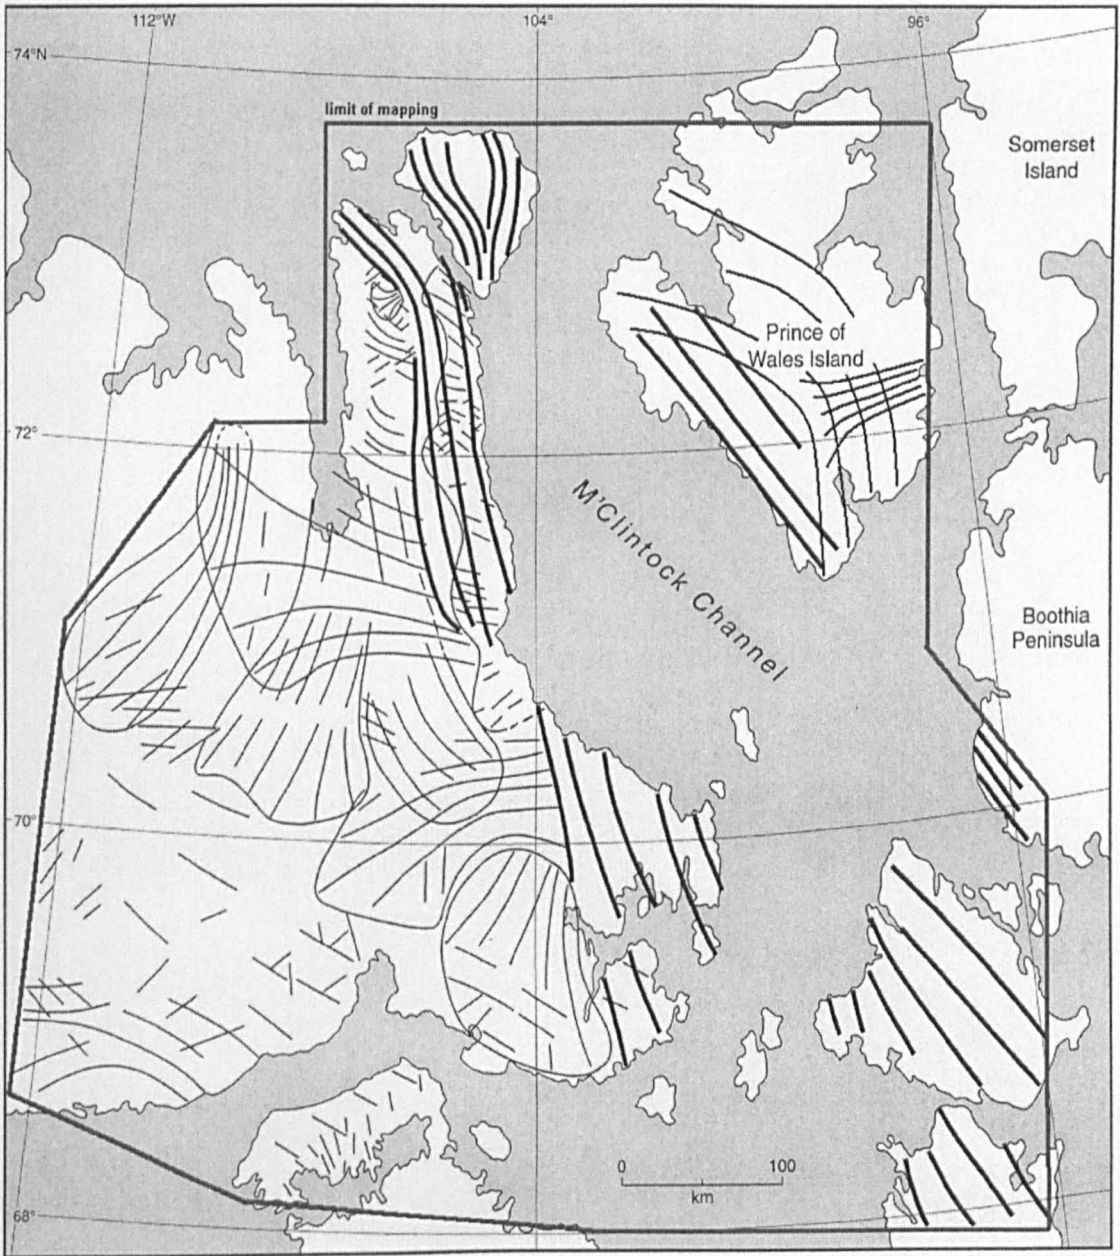 112°W
104°
96°
74°N
limit of mapping
Somerset
Island
Prince of
Wales Island
72°
M'Clintock Channel
Boothia
Peninsula
70°
0 100
km
68°